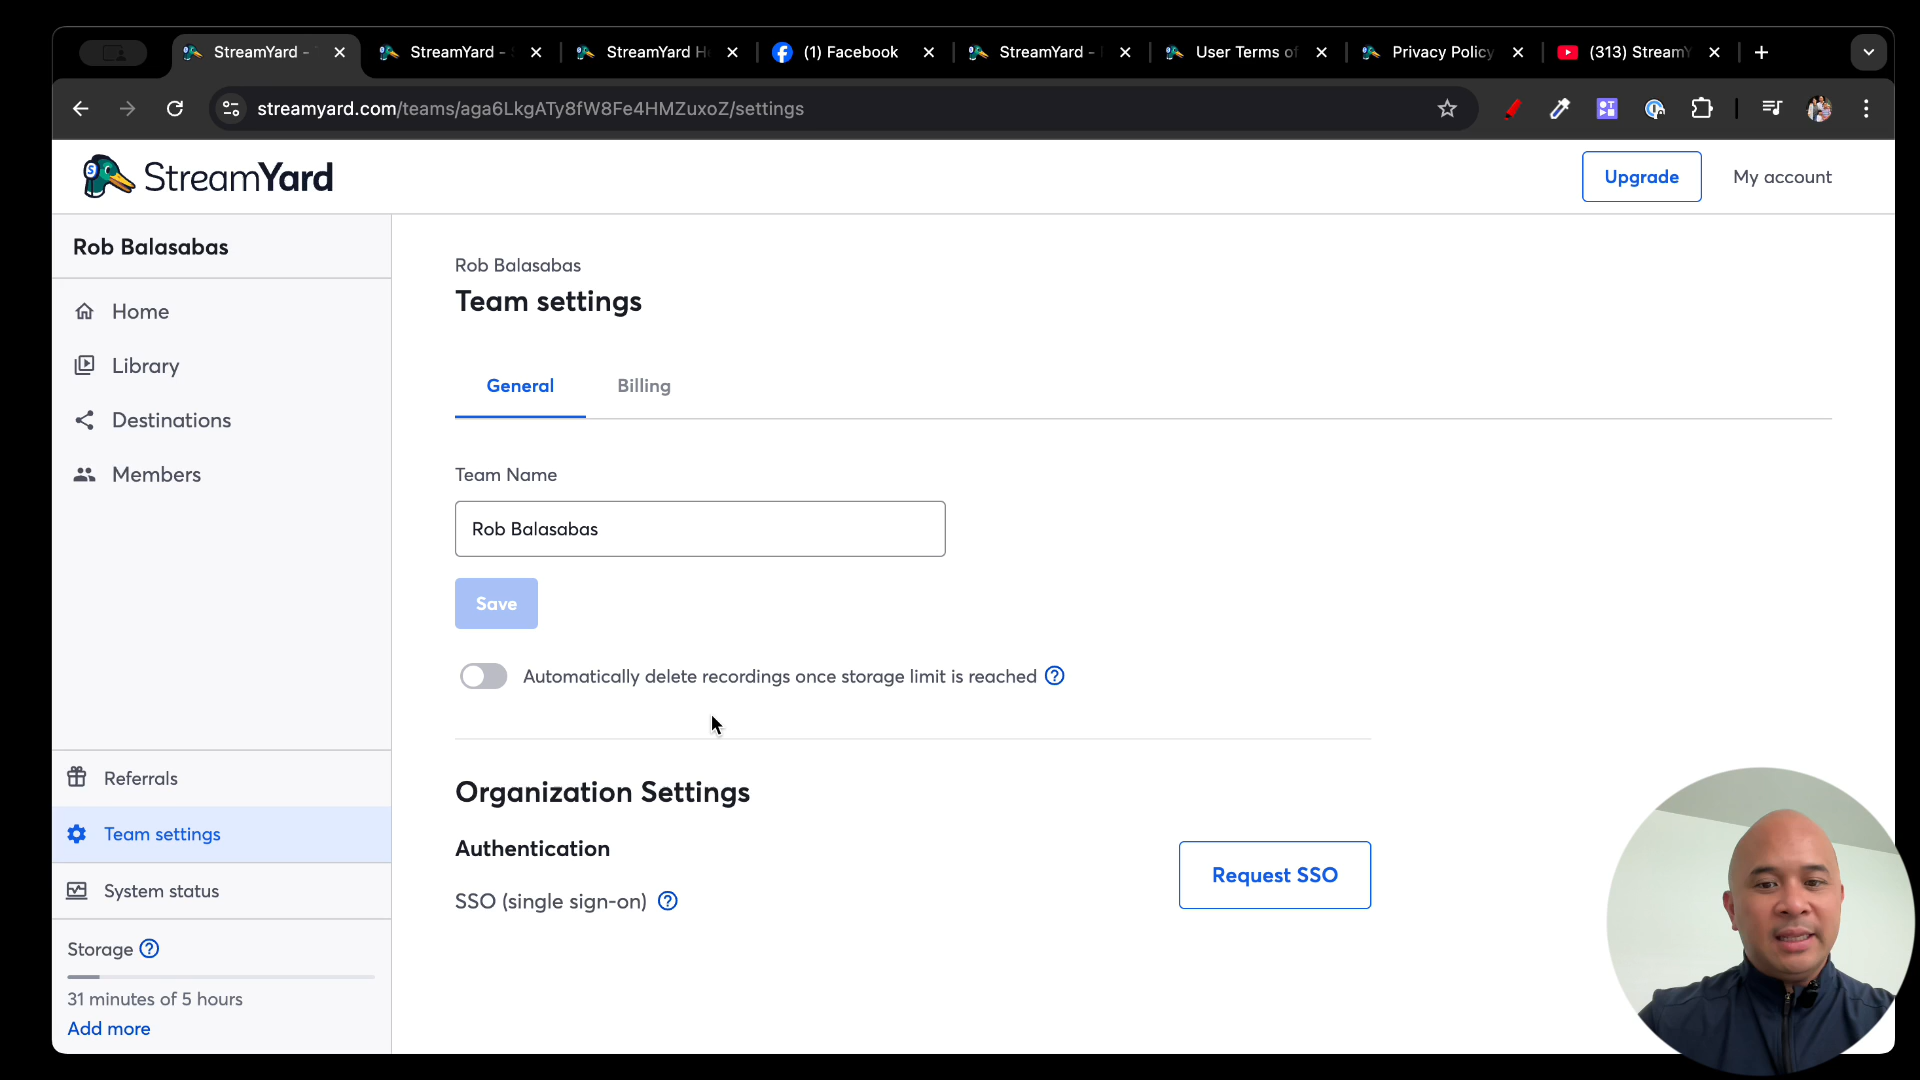 StreamYard -
StreamYard -
StreamYard H
(1) Facebook
StreamYard -
User Terms of
Privacy Policy
(313) StreamY
streamyard.com/teams/aga6LkgATy8fW8Fe4HMZuxoZ/settings
StreamYard
Upgrade
My account
Rob Balasabas
Home
Library
Destinations
Members
Referrals
Team settings
System status
Storage
31 minutes of 5 hours
Add more
Rob Balasabas
Team settings
General
Billing
Team Name
Rob Balasabas
Save
Automatically delete recordings once storage limit is reached
Organization Settings
Authentication
SSO (single sign-on)
Request SSO